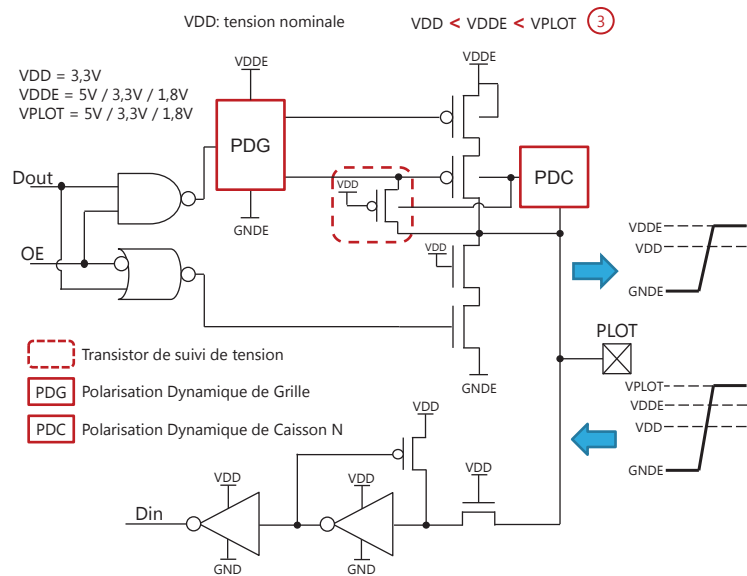 VDD: tension nominale
VDD < VDDE < VPLOT 3
VDD = 3,3V
VDDE = 5V / 3,3V / 1,8V
VPLOT = 5V / 3,3V / 1,8V
VDDE
VDDE
PDG
PDC
Dout
VDD
GNDE
OE
VDD
VDDE
VDD
GNDE
PLOT
Transistor de suivi de tension
GNDE
PDG Polarisation Dynamique de Grille
PDC Polarisation Dynamique de Caisson N
VPLOT
VDDE
VDD
GNDE
VDD
VDD
VDD
VDD
Din
GND
GND